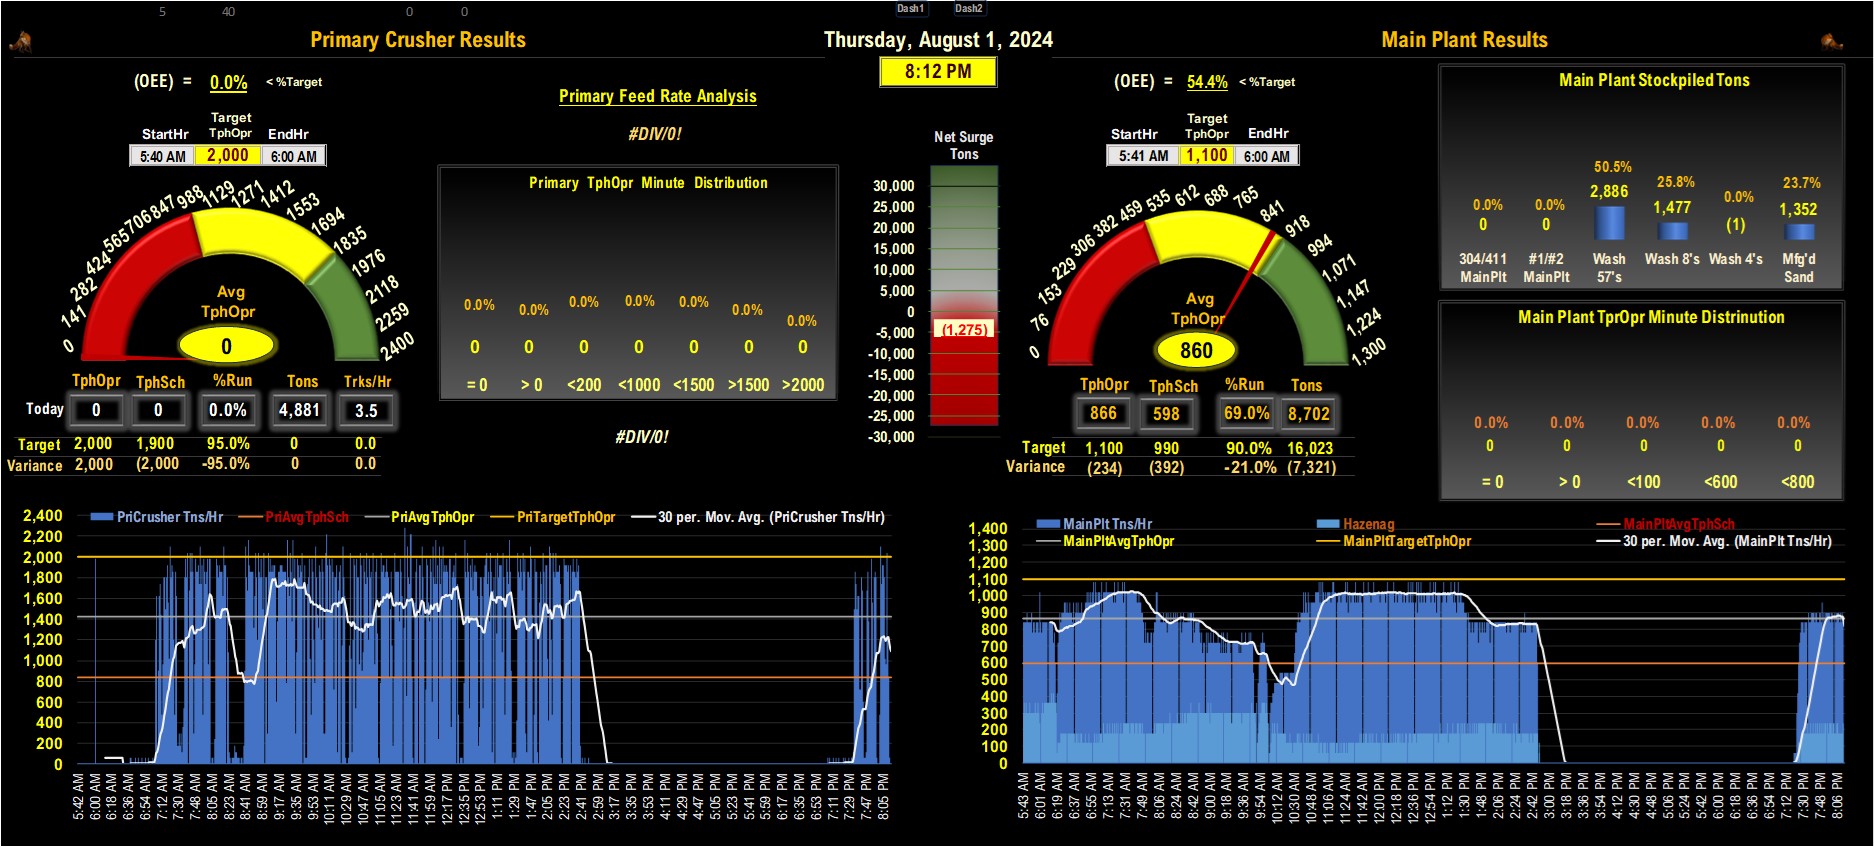 5 40 0 0 Dash1 Dash2
Primary Crusher Results
Thursday, August 1, 2024
Main Plant Results
8:12 PM
(OEE) = 0.0% < %Target
Target
StartHr TphOpr EndHr
5:40 AM 2,000 6:00 AM
0 141 282 424 565 706 847 988 1129 1271 1412 1553 1694 1835 1976 2118 2259 2400
Avg
TphOpr
0
TphOpr TphSch %Run Tons Trks/Hr
Today 0 0 0.0% 4,881 3.5
Target 2,000 1,900 95.0% 0 0.0
Variance 2,000 (2,000 -95.0% 0 0.0
Primary Feed Rate Analysis
#DIV/0!
Primary TphOpr Minute Distribution
0.0% 0.0% 0.0% 0.0% 0.0% 0.0% 0.0%
0 0 0 0 0 0 0
= 0 > 0 <200 <1000 <1500 >1500 >2000
#DIV/0!
Net Surge
Tons
30,000
25,000
20,000
15,000
10,000
5,000
0
-5,000
-10,000
-15,000
-20,000
-25,000
-30,000
(1,275)
(OEE) = 54.4% < %Target
Target
StartHr TphOpr EndHr
5:41 AM 1,100 6:00 AM
0 76 153 229 306 382 459 535 612 688 765 841 918 994 1,071 1,147 1,224 1,300
Avg
TphOpr
860
TphOpr TphSch %Run Tons
866 598 69.0% 8,702
Target 1,100 990 90.0% 16,023
Variance (234) (392) -21.0% (7,321)
Main Plant Stockpiled Tons
0.0% 0.0% 50.5% 25.8% 0.0% 23.7%
0 0 2,886 1,477 (1) 1,352
304/411 #1/#2 Wash Wash 8's Wash 4's Mfg'd
MainPlt MainPlt 57's Sand
Main Plant TprOpr Minute Distrinution
0.0% 0.0% 0.0% 0.0% 0.0%
0 0 0 0 0
= 0 > 0 <100 <600 <800
PriCrusher Tns/Hr PriAvgTphSch PriAvgTphOpr PriTargetTphOpr 30 per. Mov. Avg. (PriCrusher Tns/Hr)
2,400
2,200
2,000
1,800
1,600
1,400
1,200
1,000
800
600
400
200
0
5:42 AM 6:00 AM 6:18 AM 6:36 AM 6:54 AM 7:12 AM 7:30 AM 7:48 AM 8:05 AM 8:23 AM 8:41 AM 8:59 AM 9:17 AM 9:35 AM 9:53 AM 10:11 AM 10:29 AM 10:47 AM 11:05 AM 11:23 AM 11:41 AM 11:59 AM 12:17 PM 12:35 PM 12:53 PM 1:11 PM 1:29 PM 1:47 PM 2:05 PM 2:23 PM 2:41 PM 2:59 PM 3:17 PM 3:35 PM 3:53 PM 4:11 PM 4:29 PM 4:47 PM 5:05 PM 5:23 PM 5:41 PM 5:59 PM 6:17 PM 6:35 PM 6:53 PM 7:11 PM 7:29 PM 7:47 PM 8:05 PM
MainPlt Tns/Hr Hazenag MainPltAvgTphSch
MainPltAvgTphOpr MainPltTargetTphOpr 30 per. Mov. Avg. (MainPlt Tns/Hr)
1,400
1,300
1,200
1,100
1,000
900
800
700
600
500
400
300
200
100
0
5:43 AM 6:01 AM 6:19 AM 6:37 AM 6:55 AM 7:13 AM 7:31 AM 7:49 AM 8:06 AM 8:24 AM 8:42 AM 9:00 AM 9:18 AM 9:36 AM 9:54 AM 10:12 AM 10:30 AM 10:48 AM 11:06 AM 11:24 AM 11:42 AM 12:00 PM 12:18 PM 12:36 PM 12:54 PM 1:12 PM 1:30 PM 1:48 PM 2:06 PM 2:24 PM 2:42 PM 3:00 PM 3:18 PM 3:36 PM 3:54 PM 4:12 PM 4:30 PM 4:48 PM 5:06 PM 5:24 PM 5:42 PM 6:00 PM 6:18 PM 6:36 PM 6:54 PM 7:12 PM 7:30 PM 7:48 PM 8:06 PM